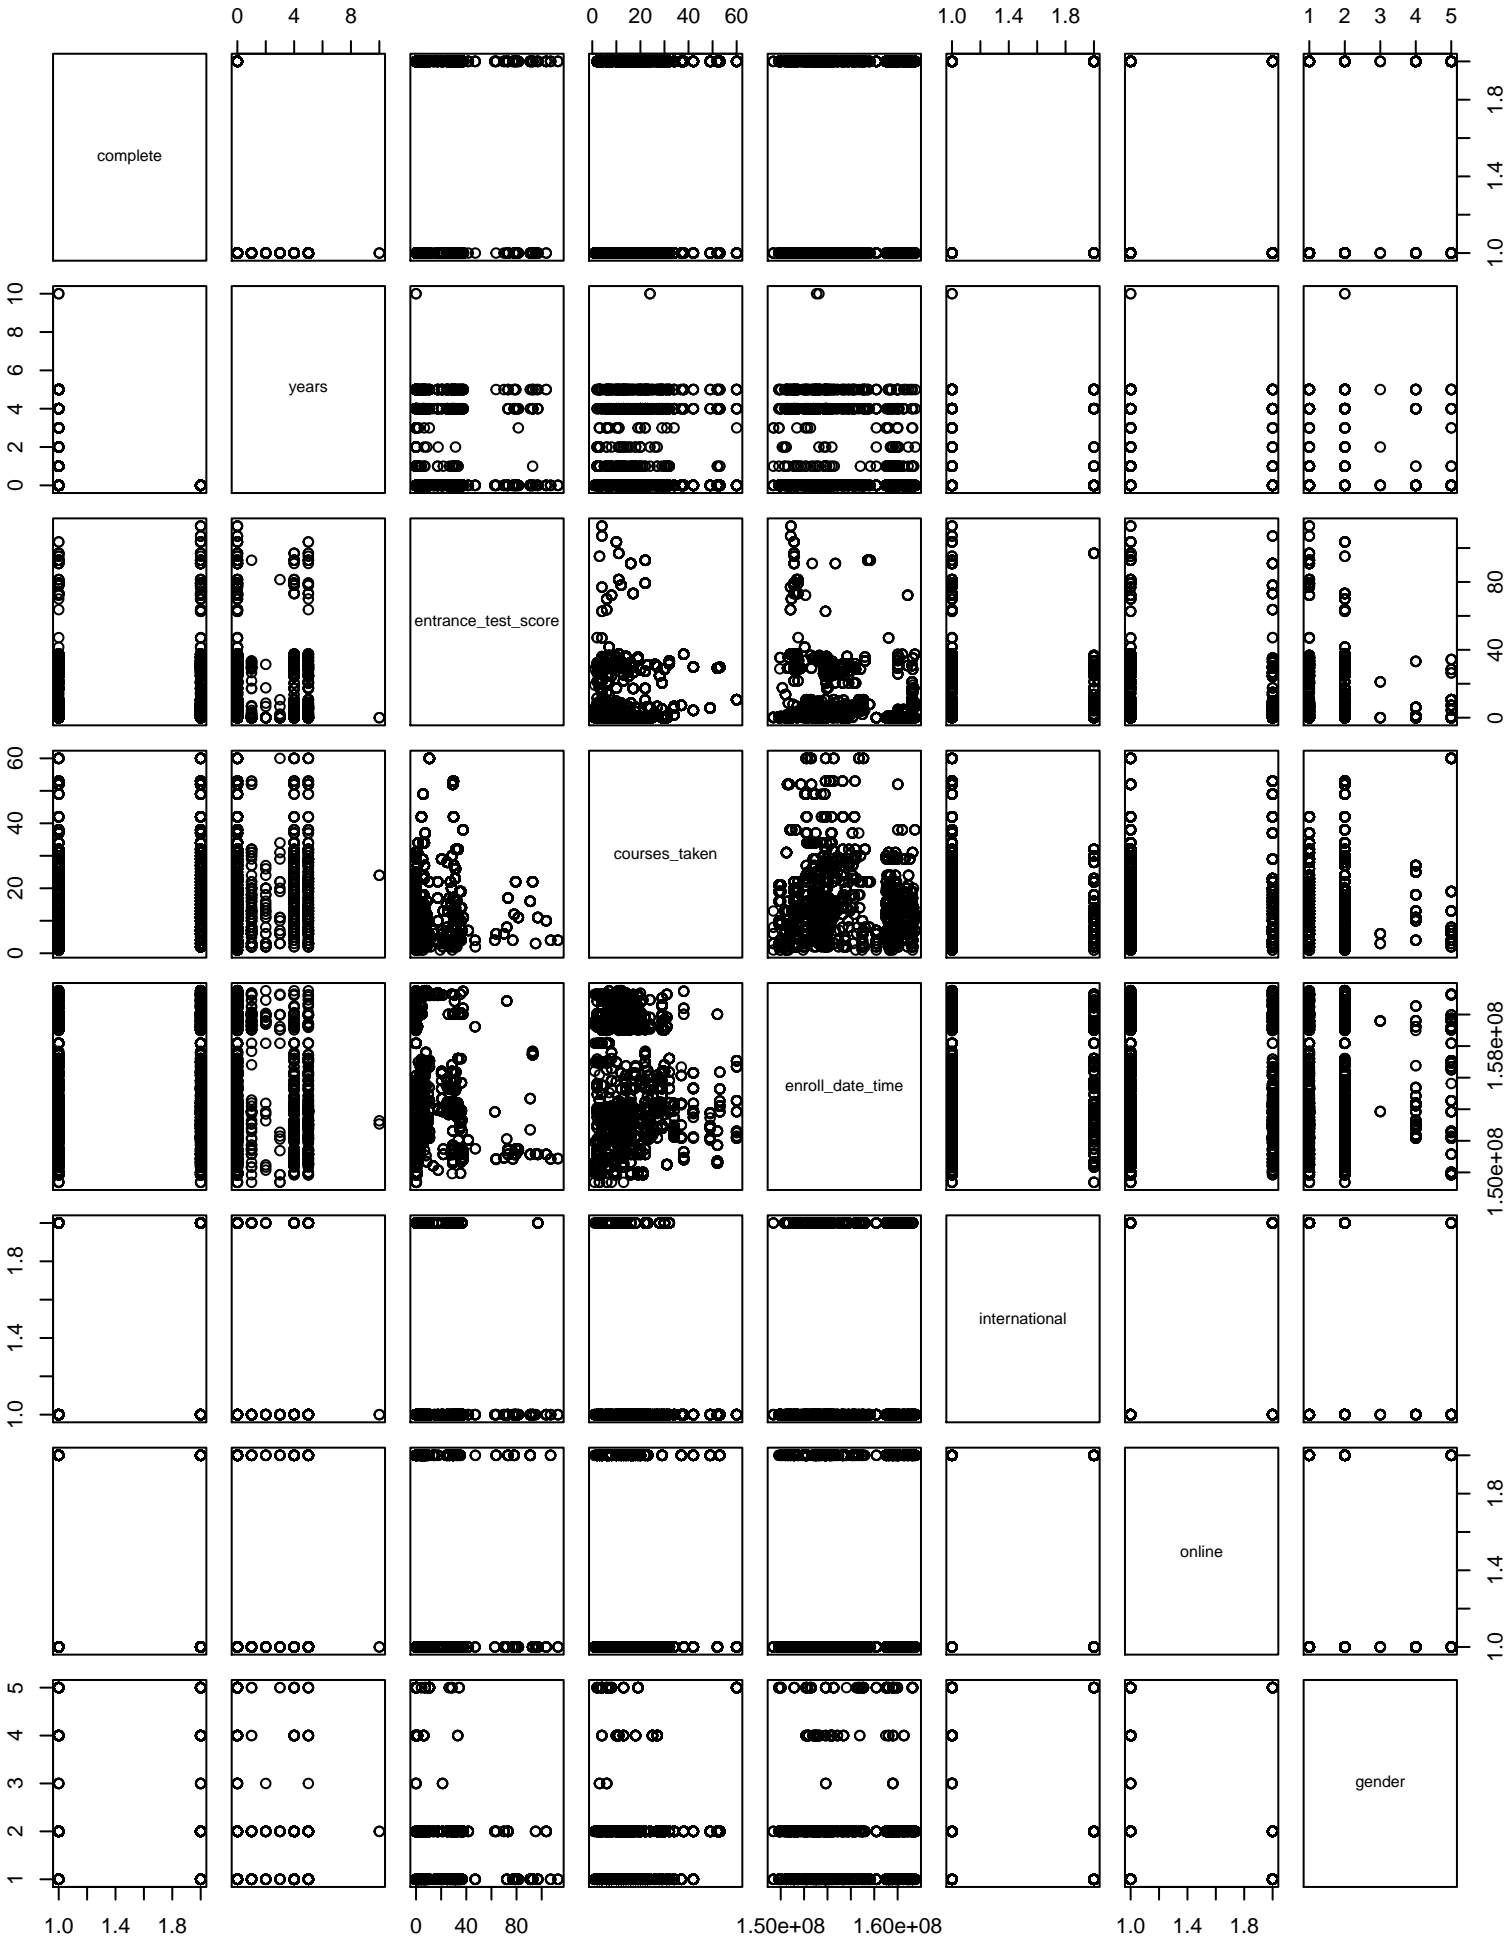 0 4 8 0 20 40 60 1.0 1.4 1.8 1 2 3 4 5
complete
1.0 1.4 1.8
0 2 4 6 8 10
years
entrance_test_score
0 40 80
0 20 40 60
courses_taken
enroll_date_time
1.50e+08 1.58e+08
1.0 1.4 1.8
international
online
1.0 1.4 1.8
1 2 3 4 5
gender
1.0 1.4 1.8 0 40 80 1.50e+08 1.60e+08 1.0 1.4 1.8